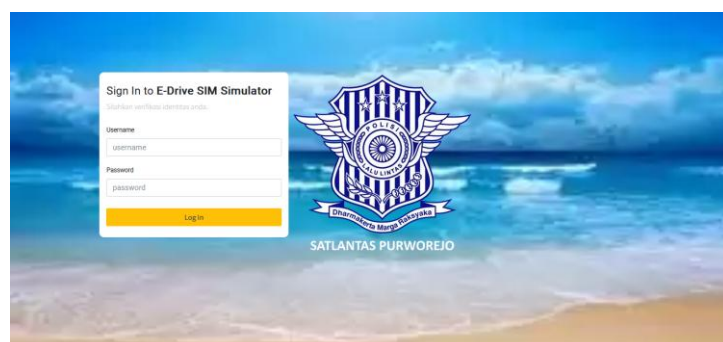 Sign In to E-Drive SIM Simulator
Silahkan verifikasi identitas anda.
Username
username
Password
password
Log In
POLISI
LALU LINTAS
Dharmakerta Marga Raksyaka
SATLANTAS PURWOREJO